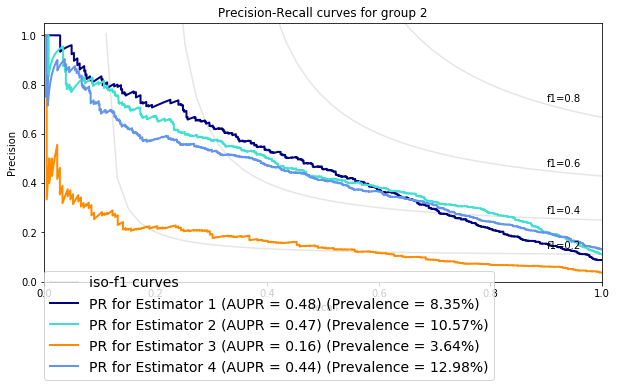 Precision-Recall curves for group 2
1.0
0.8
0.6
0.4
0.2
0.0
Precision
f1=0.8
f1=0.6
f1=0.4
f1=0.2
0.0 0.2 0.4 0.6 0.8 1.0
iso-f1 curves
PR for Estimator 1 (AUPR = 0.48) (Prevalence = 8.35%)
PR for Estimator 2 (AUPR = 0.47) (Prevalence = 10.57%)
PR for Estimator 3 (AUPR = 0.16) (Prevalence = 3.64%)
PR for Estimator 4 (AUPR = 0.44) (Prevalence = 12.98%)